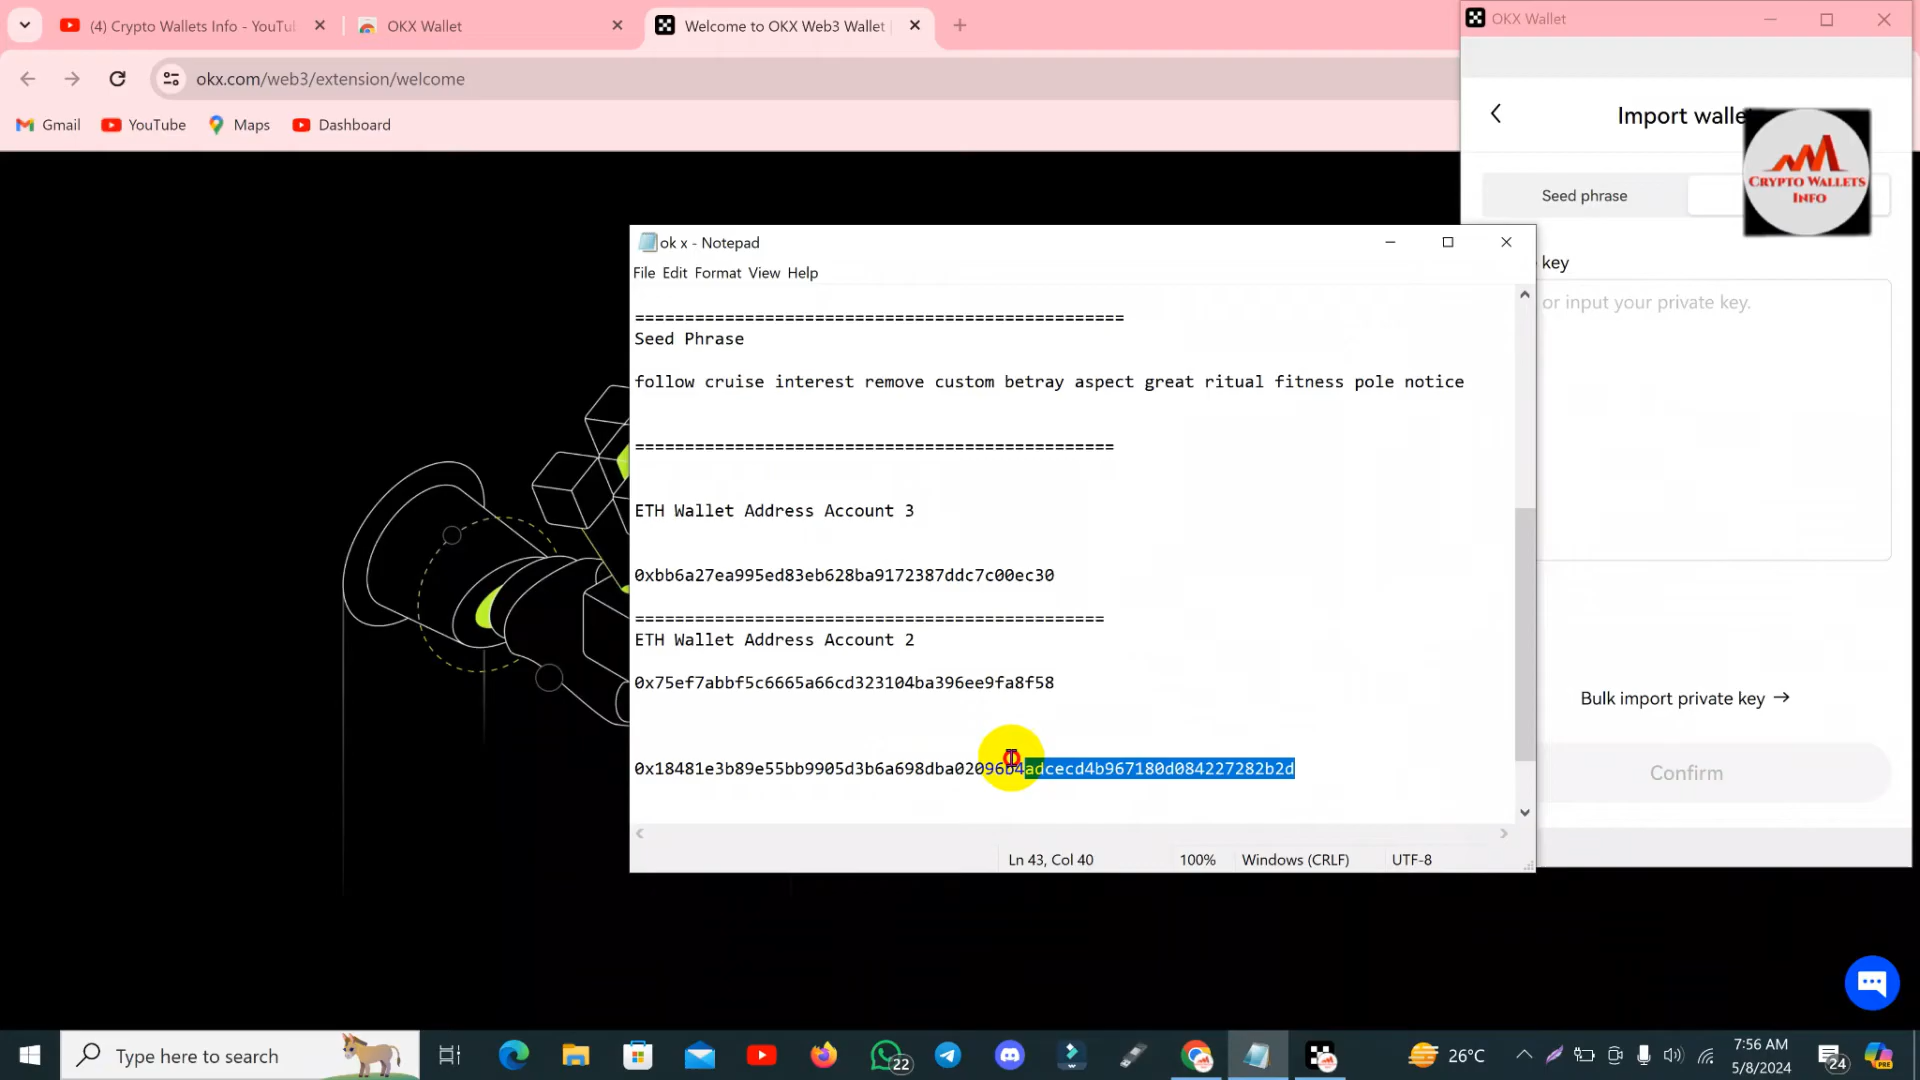 (4) Crypto Wallets Info - YouTu
OKX Wallet
Welcome to OKX Web3 Wallet
OKX Wallet
okx.com/web3/extension/welcome
Gmail
YouTube
Maps
Dashboard
Import walle
CRYPTO WALLETS
INFO
Seed phrase
key
or input your private key.
ok x - Notepad
File Edit Format View Help
=================================================
Seed Phrase
follow cruise interest remove custom betray aspect great ritual fitness pole notice
================================================
ETH Wallet Address Account 3
0xbb6a27ea995ed83eb628ba9172387ddc7c00ec30
===============================================
ETH Wallet Address Account 2
0x75ef7abbf5c6665a66cd323104ba396ee9fa8f58
0x18481e3b89e55bb9905d3b6a698dba02096b4adcecd4b967180d084227282b2d
Bulk import private key →
Confirm
Ln 43, Col 40
100%
Windows (CRLF)
UTF-8
Type here to search
22
26°C
7:56 AM
5/8/2024
24
PRE